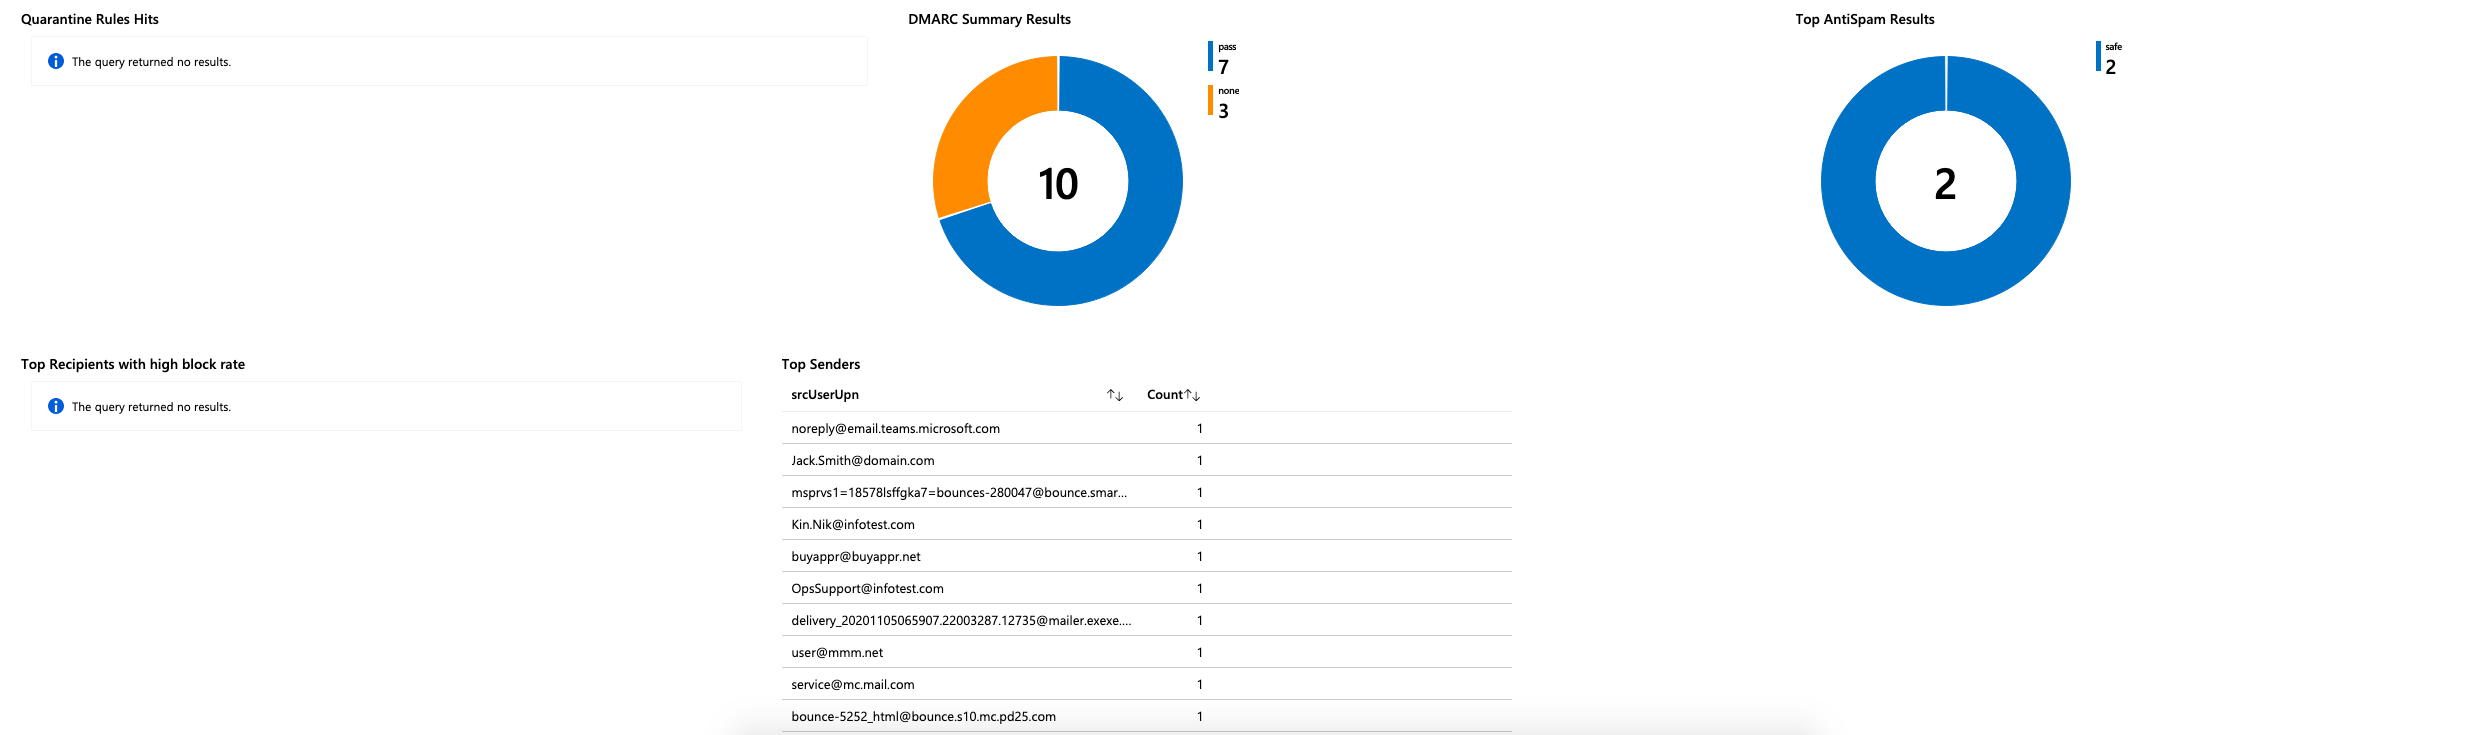 Quarantine Rules Hits
The query returned no results.
DMARC Summary Results
10
pass
7
none
3
Top AntiSpam Results
2
safe
2
Top Recipients with high block rate
The query returned no results.
Top Senders
srcUserUpn ↑↓ Count↑↓
noreply@email.teams.microsoft.com 1
Jack.Smith@domain.com 1
msprvs1=18578lsffgka7=bounces-280047@bounce.smar... 1
Kin.Nik@infotest.com 1
buyappr@buyappr.net 1
OpsSupport@infotest.com 1
delivery_20201105065907.22003287.12735@mailer.exexe.... 1
user@mmm.net 1
service@mc.mail.com 1
bounce-5252_html@bounce.s10.mc.pd25.com 1